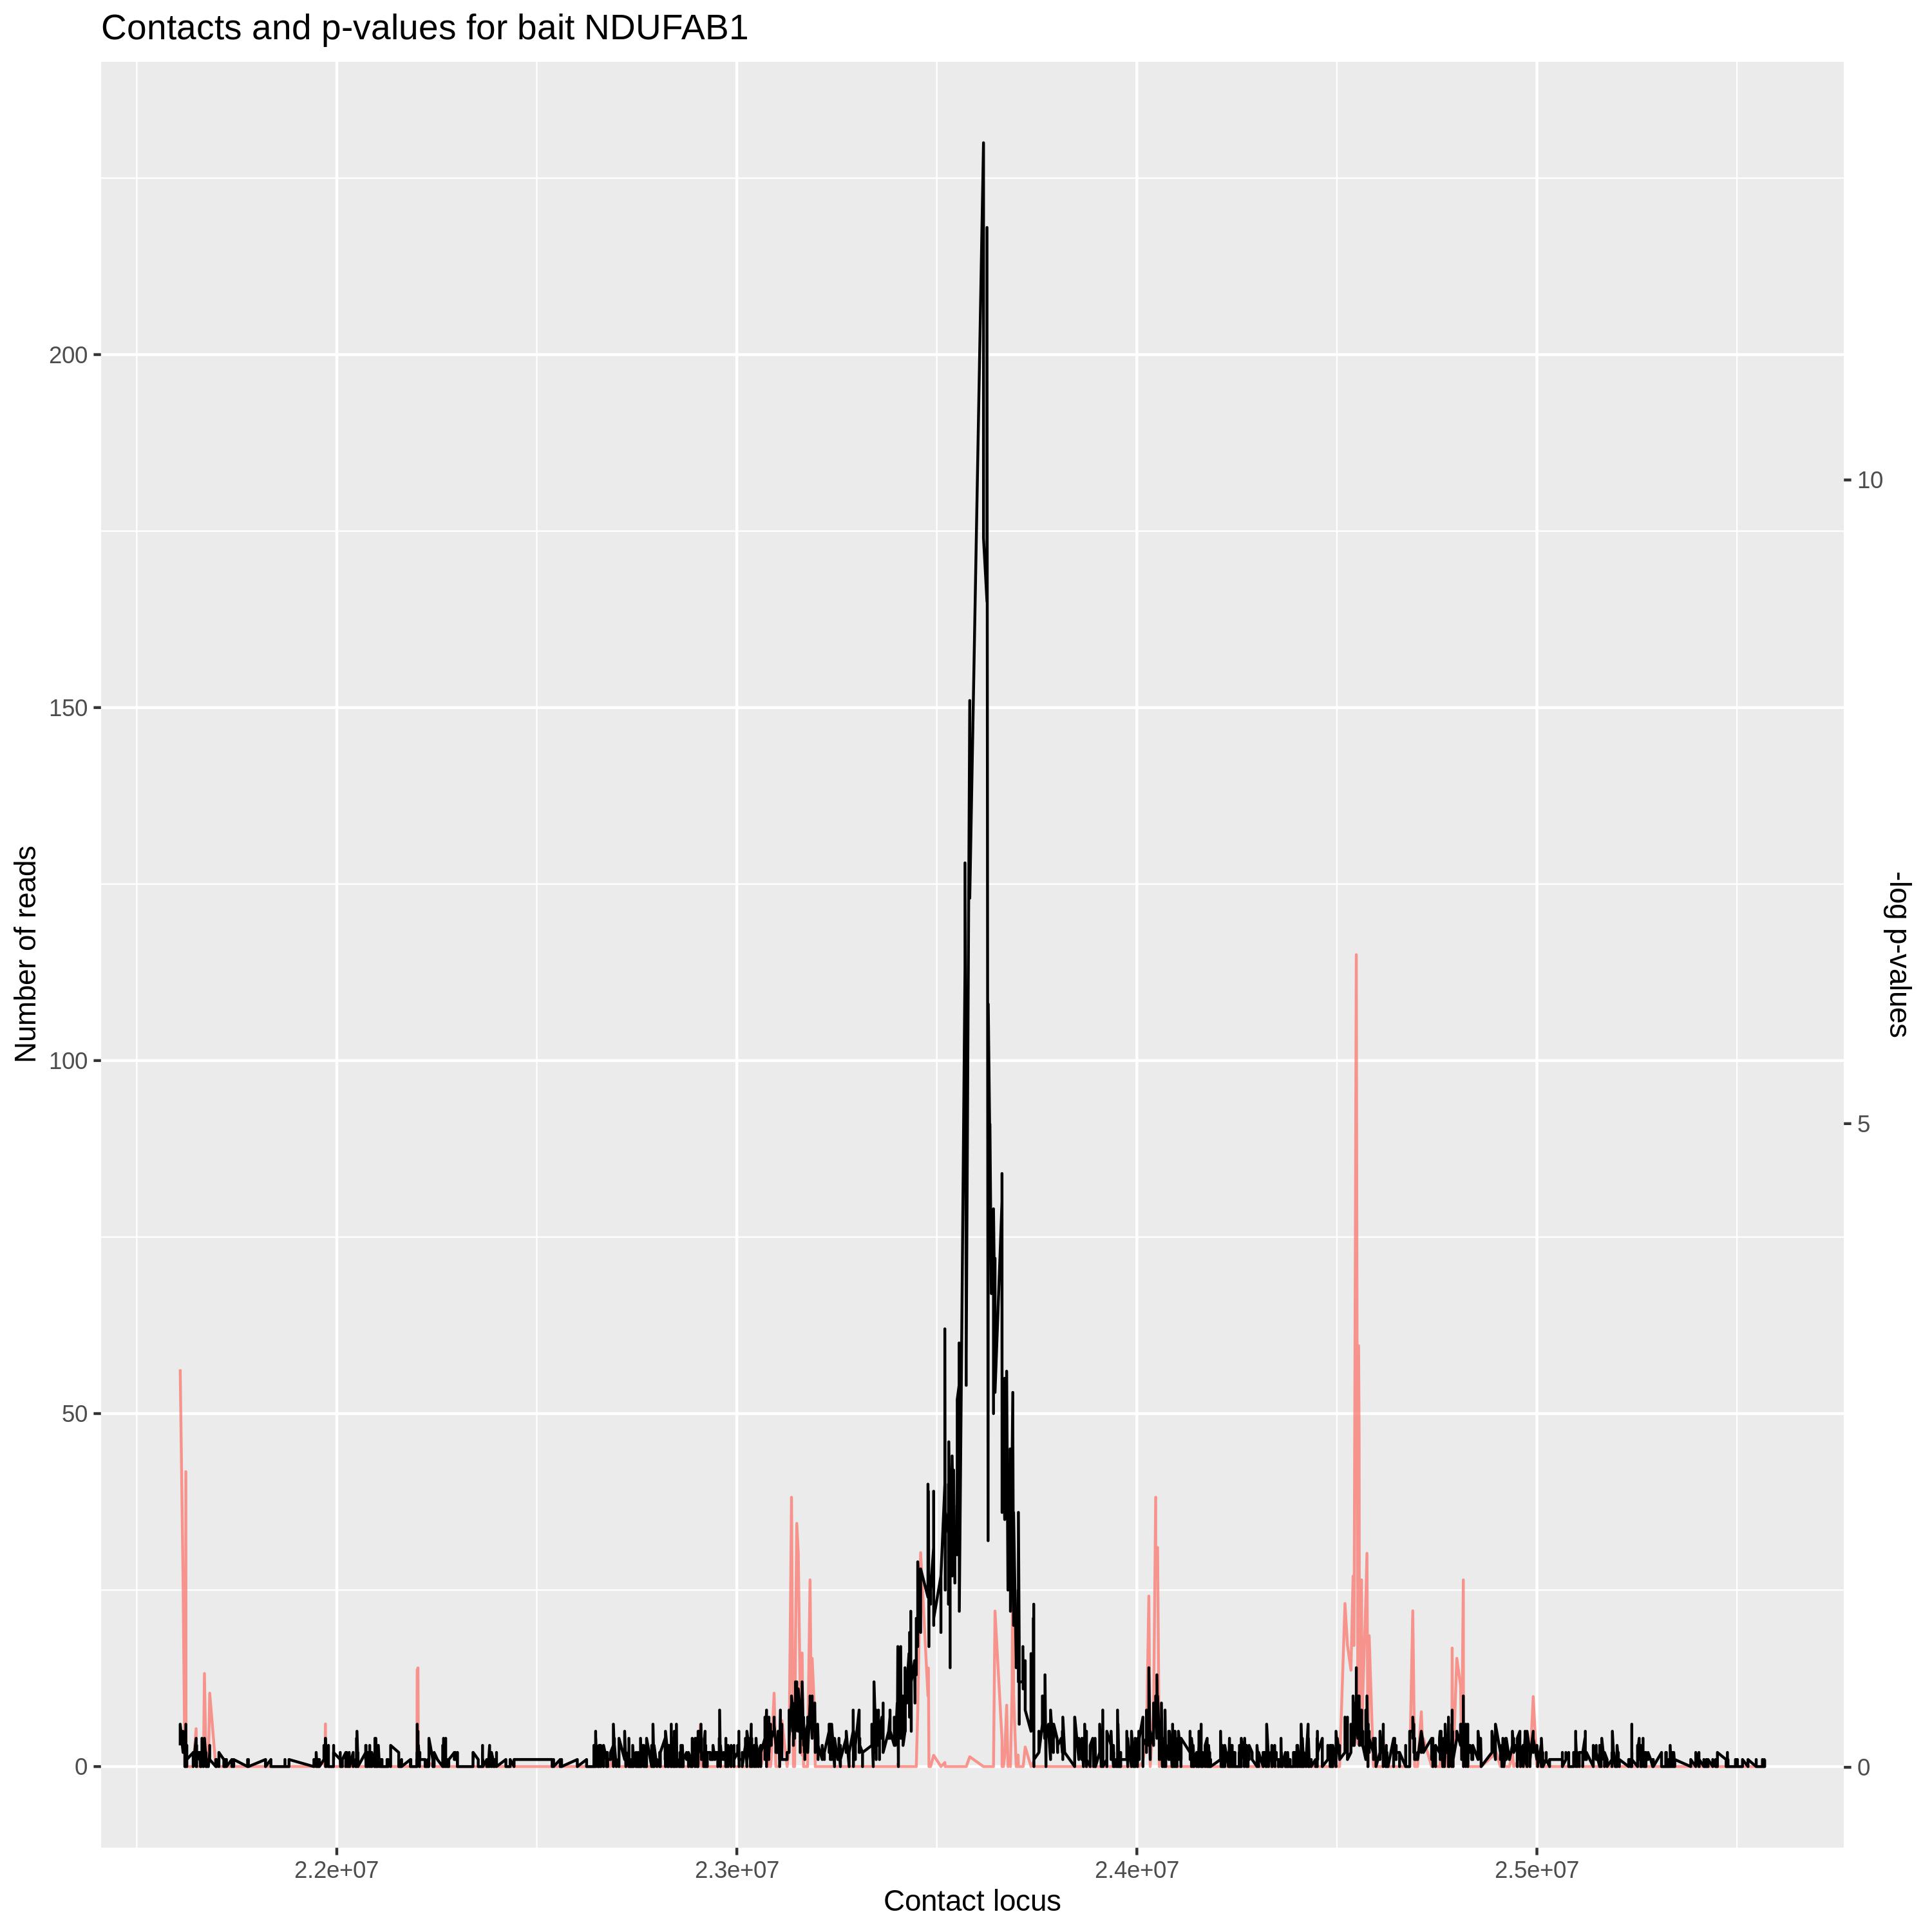 Contacts and p-values for bait NDUFAB1
Number of reads
200
150
100
50
0
10
5
0
-log p-values
2.2e+07
2.3e+07
2.4e+07
2.5e+07
Contact locus